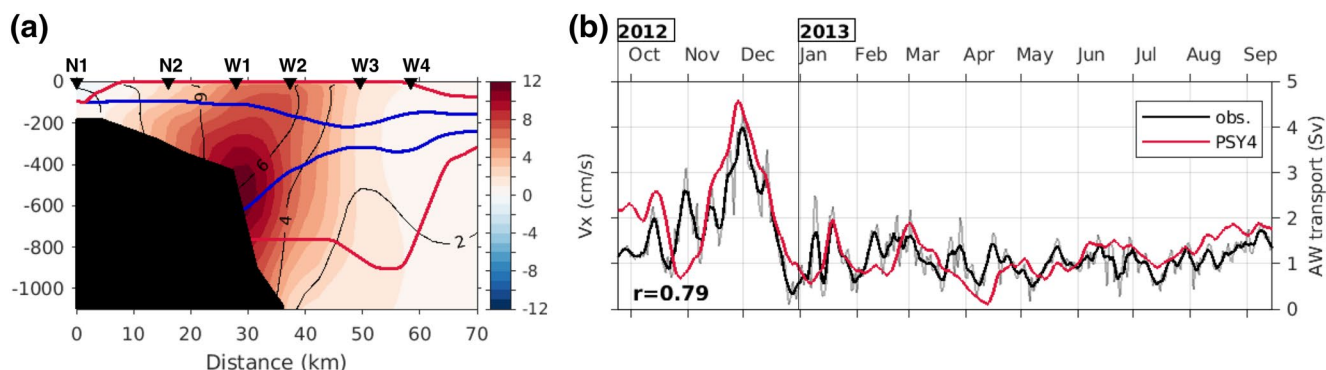 (a)
N1 N2 W1 W2 W3 W4
0
-200
-400
-600
-800
-1000
0 10 20 30 40 50 60 70
Distance (km)
6
6
4
2
12
8
4
0
-4
-8
-12
Vx (cm/s)
(b)
2012 2013
Oct Nov Dec Jan Feb Mar Apr May Jun Jul Aug Sep
obs.
PSY4
r=0.79
5
4
3
2
1
0
AW transport (Sv)